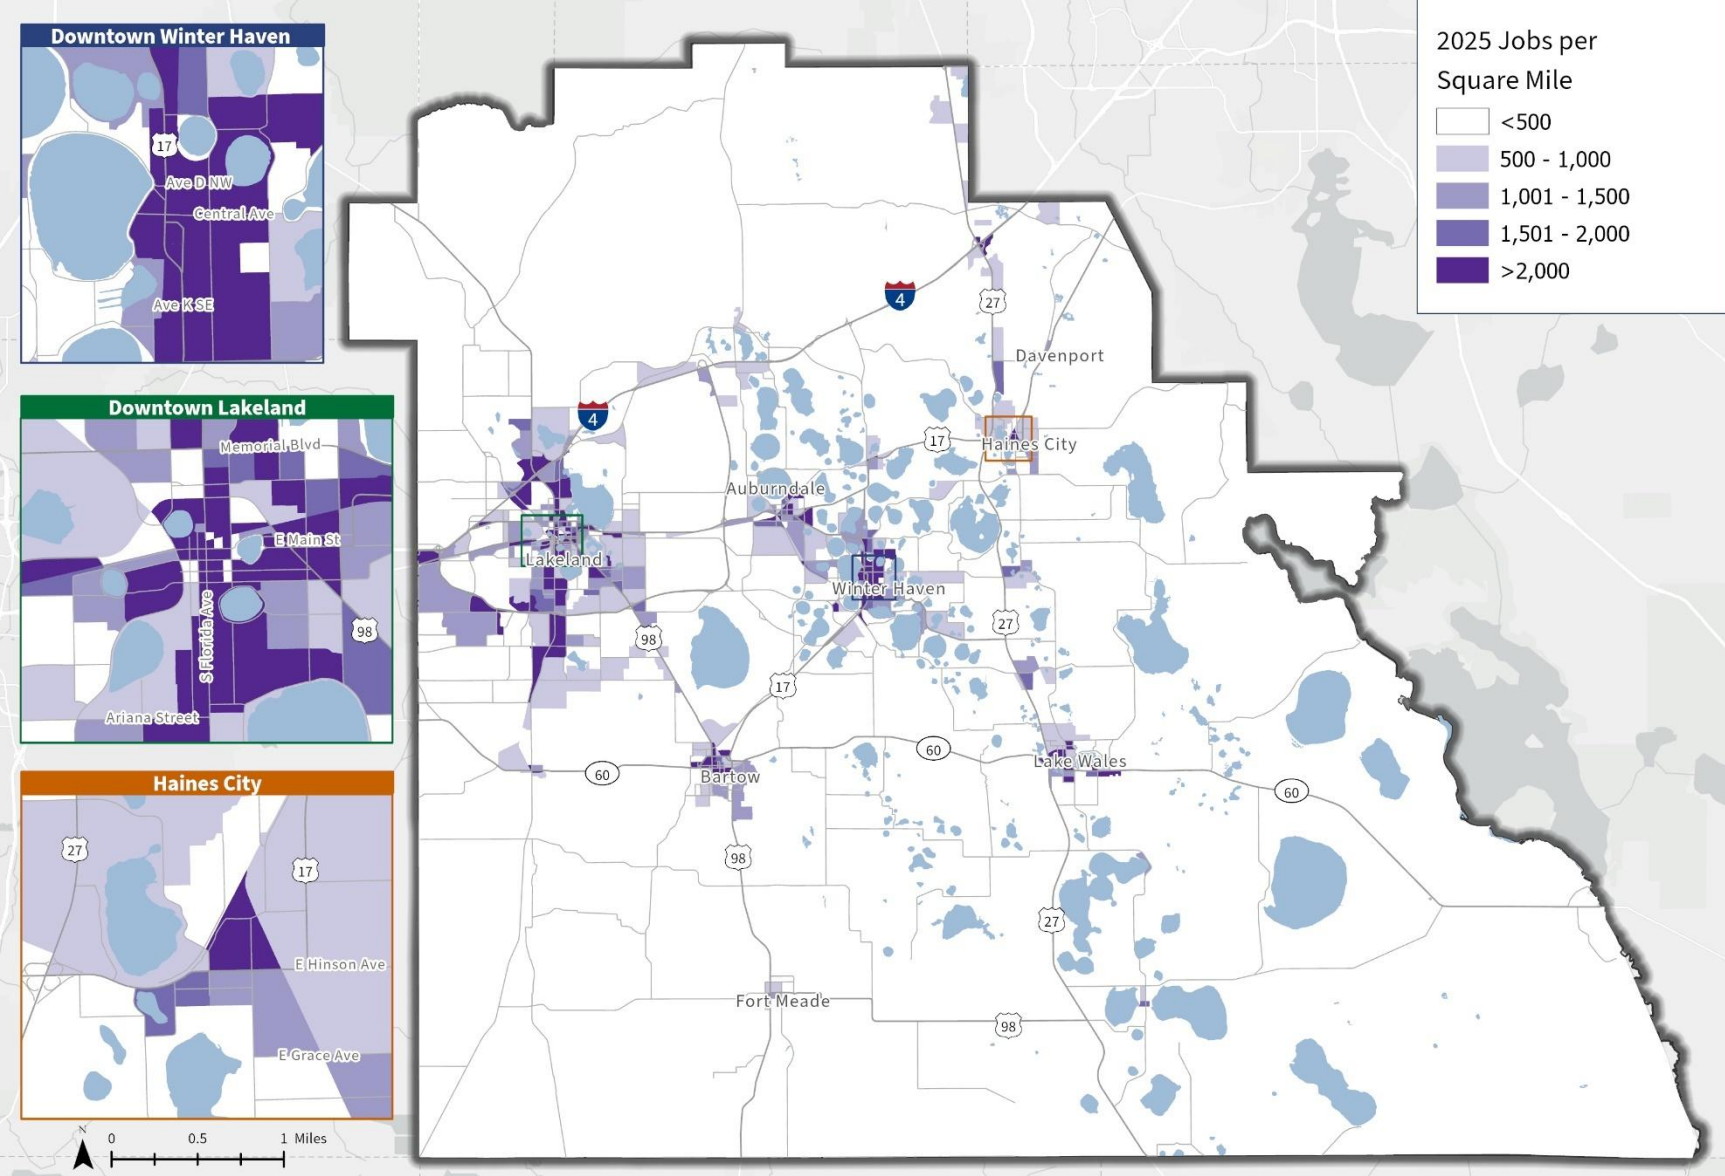 Downtown Winter Haven
17
Ave D NW
Central Ave
Ave K SE
Downtown Lakeland
Memorial Blvd
E Main St
S Florida Ave
98
Ariana Street
Haines City
27
17
E Hinson Ave
E Grace Ave
N
0 0.5 1 Miles
2025 Jobs per
Square Mile
<500
500 - 1,000
1,001 - 1,500
1,501 - 2,000
>2,000
4
27
Davenport
4
17
Haines City
Auburndale
Lakeland
Winter Haven
27
98
17
60
Lake Wales
60
Bartow
60
98
27
Fort Meade
98